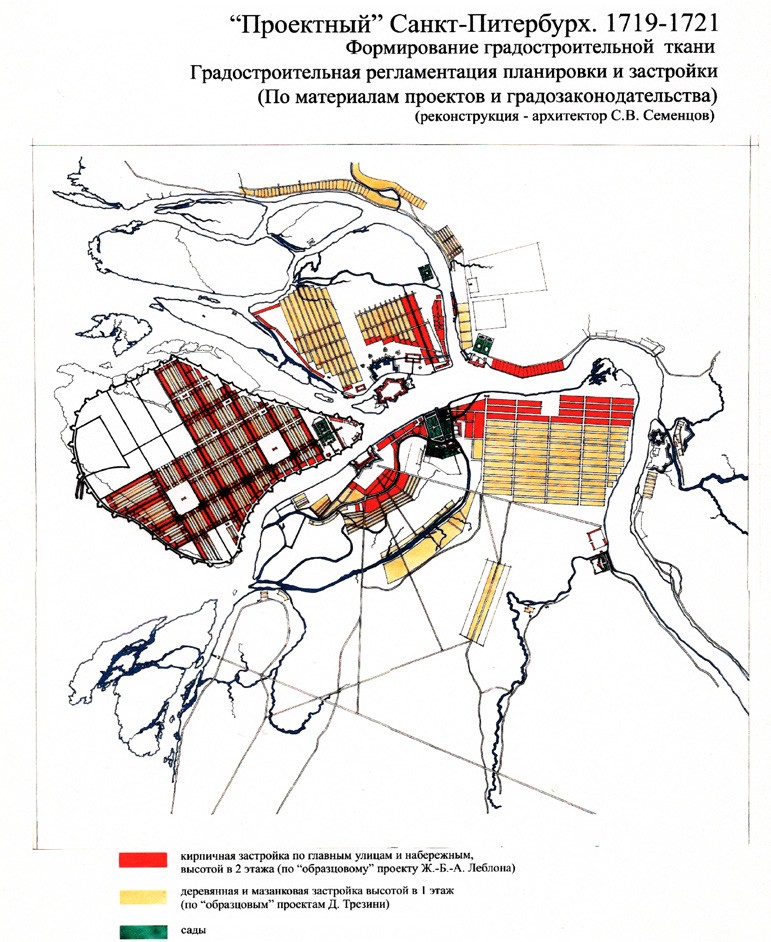 “Проектный” Санкт-Питербурх. 1719-1721
Формирование градостроительной ткани
Градостроительная регламентация планировки и застройки
(По материалам проектов и градозаконодательства)
(реконструкция - архитектор С.В. Семенцов)
кирпичная застройка по главным улицам и набережным,
высотой в 2 этажа (по “образцовому” проекту Ж.-Б.-А. Леблона)
деревянная и мазанковая застройка высотой в 1 этаж
(по “образцовым” проектам Д. Трезини)
сады